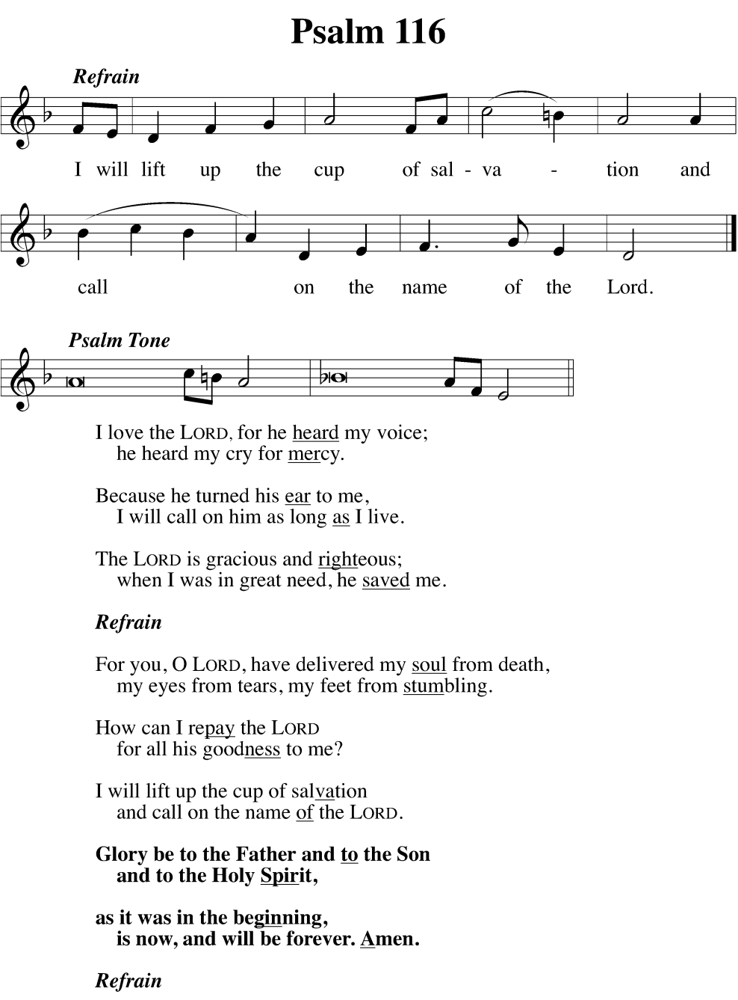 Psalm 116
Refrain
I will lift up the cup of sal - va - tion and
call on the name of the Lord.
Psalm Tone
I love the LORD, for he heard my voice;
he heard my cry for mercy.
Because he turned his ear to me,
I will call on him as long as I live.
The LORD is gracious and righteous;
when I was in great need, he saved me.
Refrain
For you, O LORD, have delivered my soul from death,
my eyes from tears, my feet from stumbling.
How can I repay the LORD
for all his goodness to me?
I will lift up the cup of salvation
and call on the name of the LORD.
Glory be to the Father and to the Son
and to the Holy Spirit,
as it was in the beginning,
is now, and will be forever. Amen.
Refrain